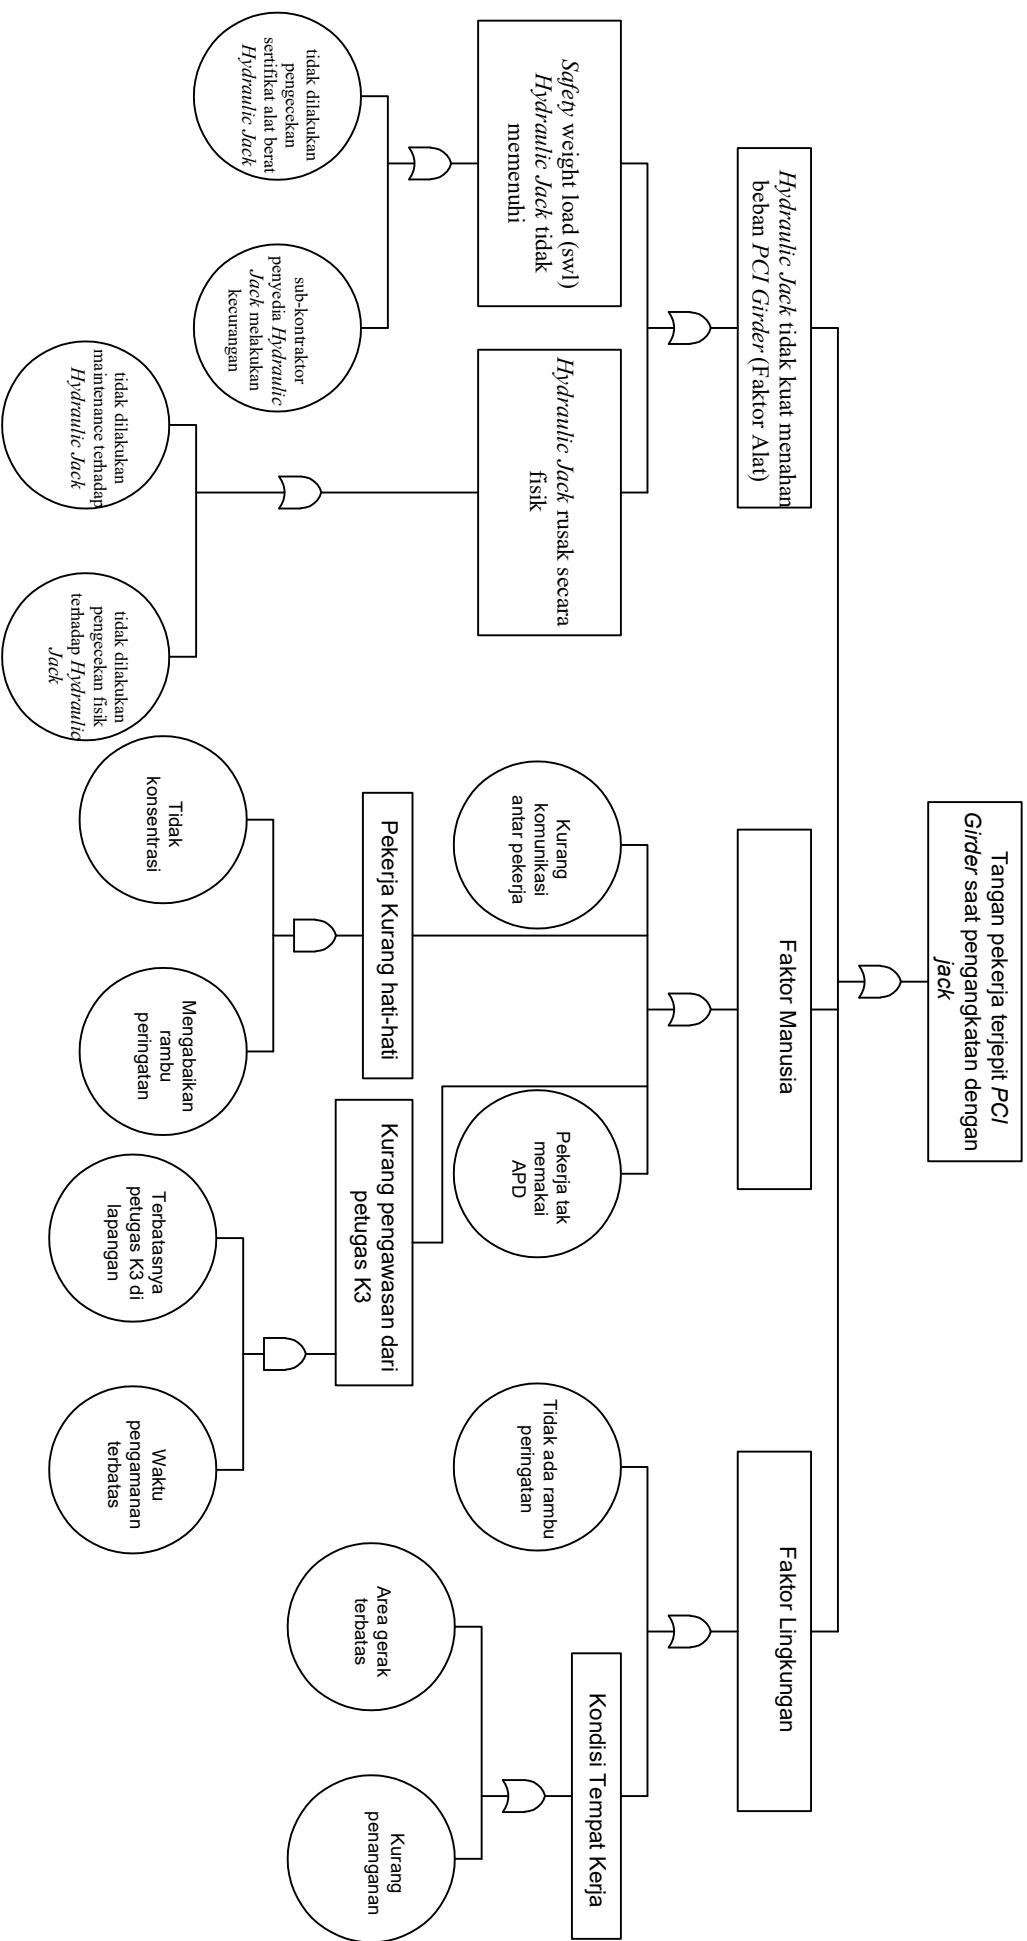 Tangan pekerja terjepit PCI
Girder saat pengangkatan dengan
jack
Hydraulic Jack tidak kuat menahan
beban PCI Girder (Faktor Alat)
Faktor Manusia
Faktor Lingkungan
Safety weight load (swl)
Hydraulic Jack tidak
memenuhi
Hydraulic Jack rusak secara
fisik
Kurang
komunikasi
antar pekerja
Pekerja tak
memakai
APD
Tidak ada rambu
peringatan
Kondisi Tempat Kerja
Pekerja Kurang hati-hati
Kurang pengawasan dari
petugas K3
tidak dilakukan
pengecekan
sertifikat alat berat
Hydraulic Jack
sub-kontraktor
penyedia Hydraulic
Jack melakukan
kecurangan
tidak dilakukan
maintenance terhadap
Hydraulic Jack
tidak dilakukan
pengecekan fisik
terhadap Hydraulic
Jack
Tidak
konsentrasi
Mengabaikan
rambu
peringatan
Terbatasnya
petugas K3 di
lapangan
Waktu
pengamanan
terbatas
Area gerak
terbatas
Kurang
penanganan